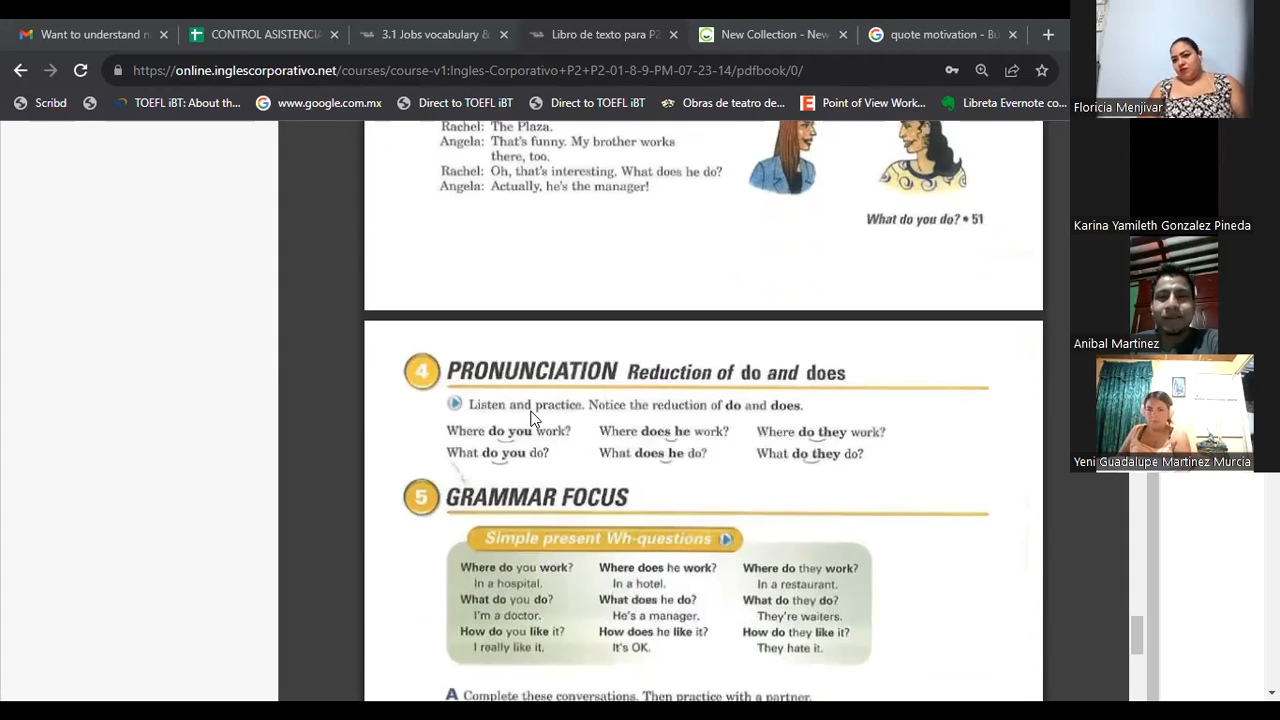 Want to understand n
CONTROL ASISTENCIA
3.1 Jobs vocabulary &
Libro de texto para P2
New Collection - New
quote motivation - Bú
https://online.inglescorporativo.net/courses/course-v1:Ingles-Corporativo+P2+P2-01-8-9-PM-07-23-14/pdfbook/0/
Scribd
TOEFL iBT: About th...
www.google.com.mx
Direct to TOEFL iBT
Direct to TOEFL iBT
Obras de teatro de...
Point of View Work...
Libreta Evernote co...
Rachel: The Plaza.
Angela: That's funny. My brother works
there, too.
Rachel: Oh, that's interesting. What does he do?
Angela: Actually, he's the manager!
What do you do? • 51
4 PRONUNCIATION Reduction of do and does
Listen and practice. Notice the reduction of do and does.
Where do you work? Where does he work? Where do they work?
What do you do? What does he do? What do they do?
5 GRAMMAR FOCUS
Simple present Wh-questions
Where do you work? Where does he work? Where do they work?
In a hospital. In a hotel. In a restaurant.
What do you do? What does he do? What do they do?
I'm a doctor. He's a manager. They're waiters.
How do you like it? How does he like it? How do they like it?
I really like it. It's OK. They hate it.
A Complete these conversations. Then practice with a partner.
Floricia Menjivar
Karina Yamileth Gonzalez Pineda
Anibal Martinez
Yeni Guadalupe Martinez Murcia